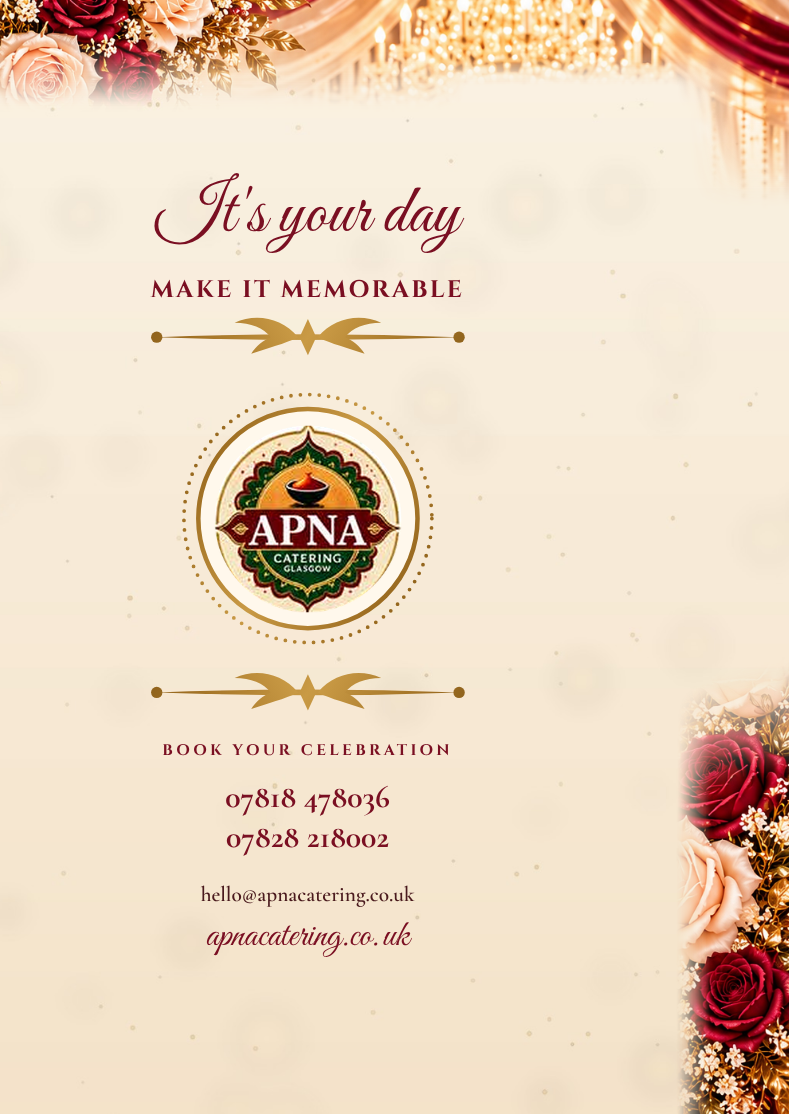 It's your day
MAKE IT MEMORABLE
APNA
CATERING
GLASGOW
BOOK YOUR CELEBRATION
07818 478036
07828 218002
hello@apnacatering.co.uk
apnacatering.co.uk